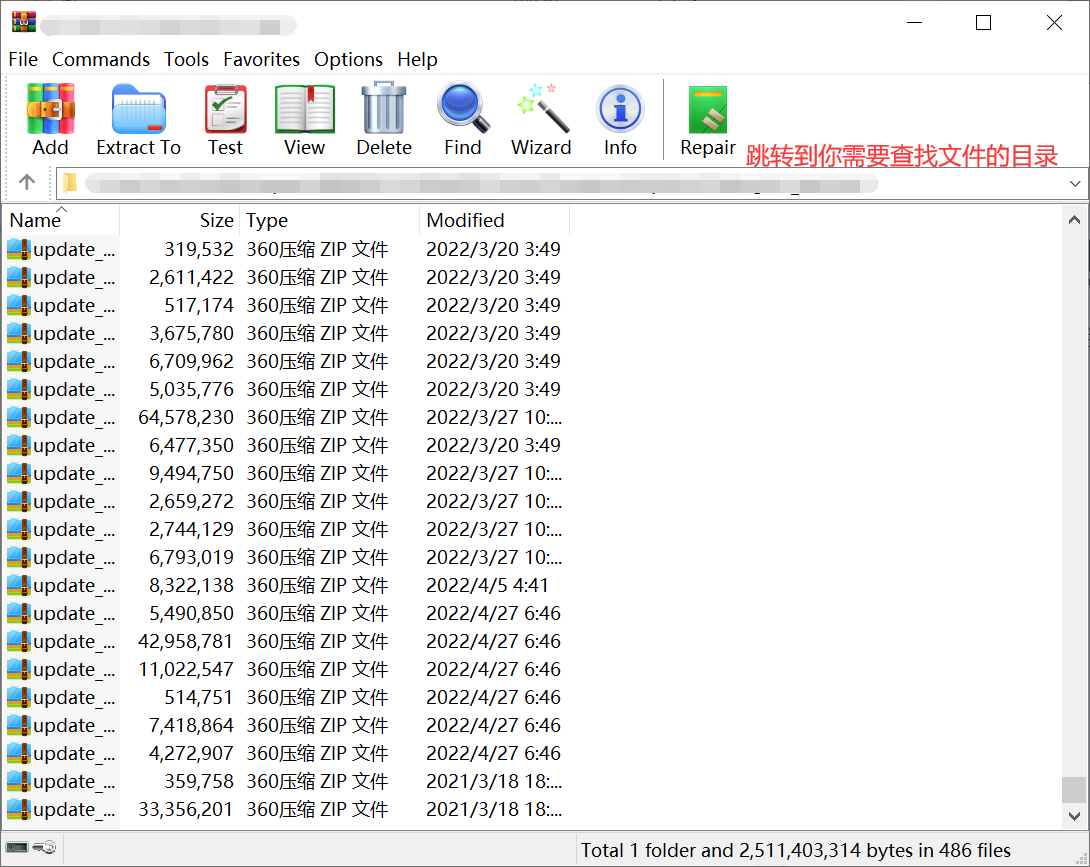 File Commands Tools Favorites Options Help
Add Extract To Test View Delete Find Wizard Info Repair
跳转到你需要查找文件的目录
Name Size Type Modified
update_... 319,532 360压缩 ZIP 文件 2022/3/20 3:49
update_... 2,611,422 360压缩 ZIP 文件 2022/3/20 3:49
update_... 517,174 360压缩 ZIP 文件 2022/3/20 3:49
update_... 3,675,780 360压缩 ZIP 文件 2022/3/20 3:49
update_... 6,709,962 360压缩 ZIP 文件 2022/3/20 3:49
update_... 5,035,776 360压缩 ZIP 文件 2022/3/20 3:49
update_... 64,578,230 360压缩 ZIP 文件 2022/3/27 10:...
update_... 6,477,350 360压缩 ZIP 文件 2022/3/20 3:49
update_... 9,494,750 360压缩 ZIP 文件 2022/3/27 10:...
update_... 2,659,272 360压缩 ZIP 文件 2022/3/27 10:...
update_... 2,744,129 360压缩 ZIP 文件 2022/3/27 10:...
update_... 6,793,019 360压缩 ZIP 文件 2022/3/27 10:...
update_... 8,322,138 360压缩 ZIP 文件 2022/4/5 4:41
update_... 5,490,850 360压缩 ZIP 文件 2022/4/27 6:46
update_... 42,958,781 360压缩 ZIP 文件 2022/4/27 6:46
update_... 11,022,547 360压缩 ZIP 文件 2022/4/27 6:46
update_... 514,751 360压缩 ZIP 文件 2022/4/27 6:46
update_... 7,418,864 360压缩 ZIP 文件 2022/4/27 6:46
update_... 4,272,907 360压缩 ZIP 文件 2022/4/27 6:46
update_... 359,758 360压缩 ZIP 文件 2021/3/18 18:...
update_... 33,356,201 360压缩 ZIP 文件 2021/3/18 18:...
Total 1 folder and 2,511,403,314 bytes in 486 files